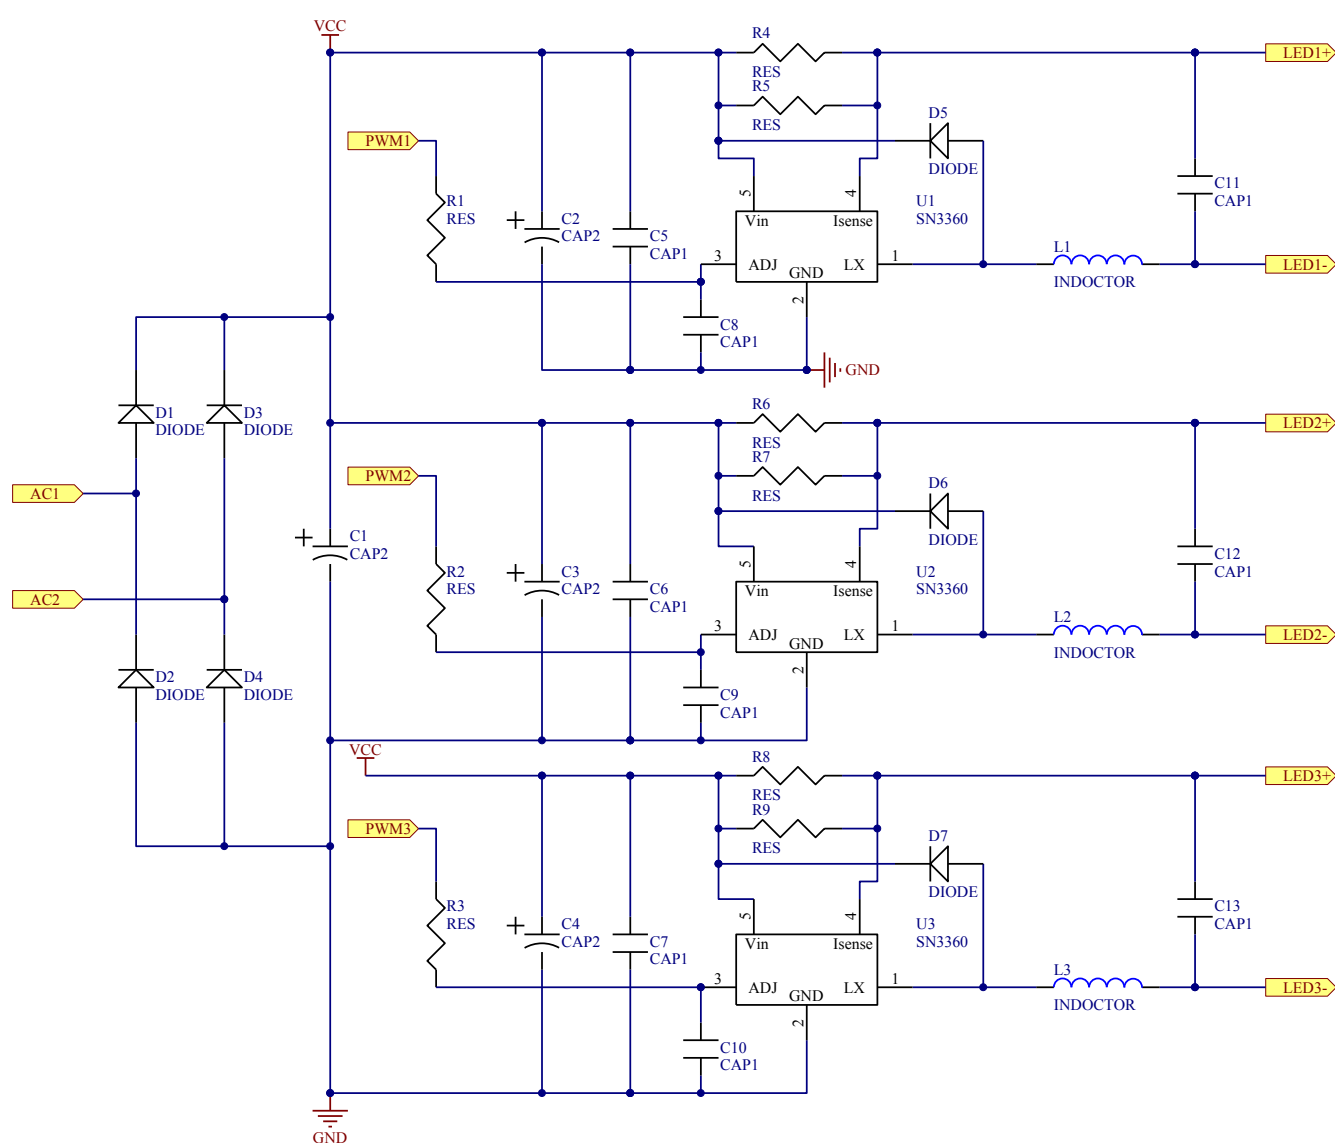 VCC
R4
RES
LED1+
R5
RES
PWM1
D5
DIODE
R1
RES
C2
CAP2
C5
CAP1
5
4
Vin
Isense
U1
SN3360
C11
CAP1
3
ADJ
GND
LX
1
2
L1
INDOCTOR
LED1-
C8
CAP1
GND
D1
DIODE
D3
DIODE
R6
RES
LED2+
R7
RES
PWM2
D6
DIODE
AC1
C1
CAP2
AC2
R2
RES
C3
CAP2
C6
CAP1
5
4
Vin
Isense
U2
SN3360
C12
CAP1
3
ADJ
GND
LX
1
2
L2
INDOCTOR
LED2-
D2
DIODE
D4
DIODE
C9
CAP1
VCC
R8
RES
LED3+
R9
RES
PWM3
D7
DIODE
R3
RES
C4
CAP2
C7
CAP1
5
4
Vin
Isense
U3
SN3360
C13
CAP1
3
ADJ
GND
LX
1
2
L3
INDOCTOR
LED3-
C10
CAP1
GND